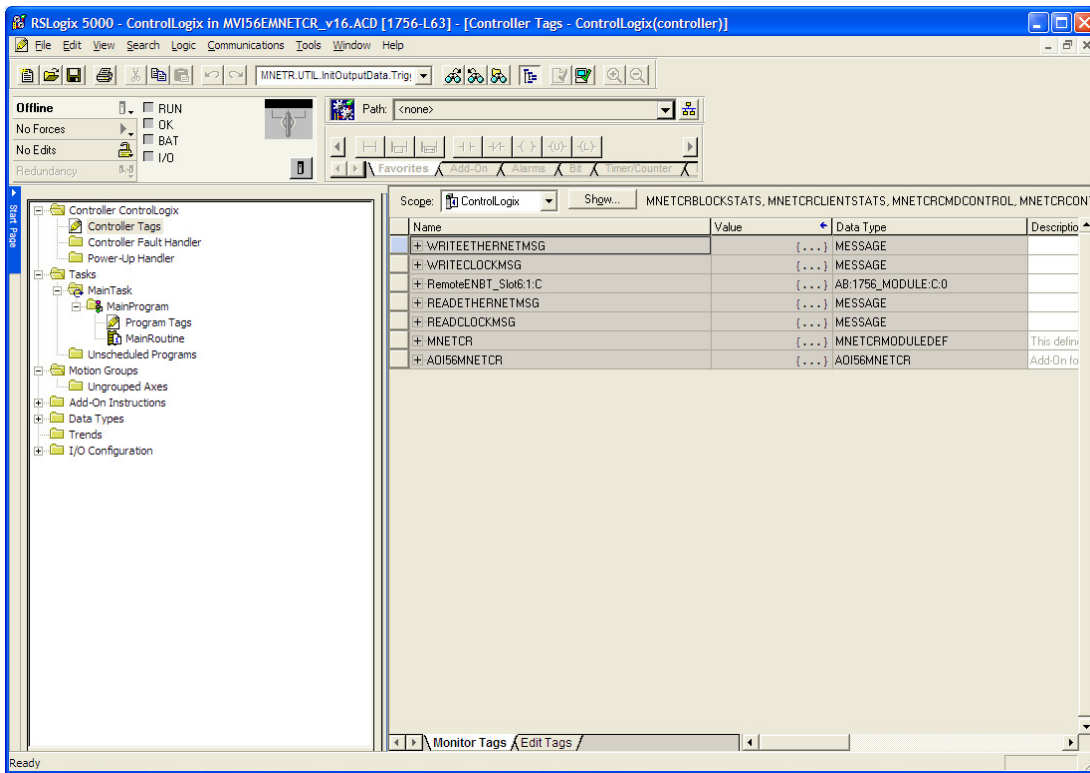 RSLogix 5000 - ControlLogix in MVI56EMNETCR_v16.ACD [1756-L63] - [Controller Tags - ControlLogix(controller)]
File Edit View Search Logic Communications Tools Window Help
MNETR.UTIL.InitOutputData.Trig
Offline
No Forces
No Edits
Redundancy
RUN
OK
BAT
I/O
Path: <none>
Favorites Add-On Alarms Bit Timer/Counter
Start Page
Controller ControlLogix
Controller Tags
Controller Fault Handler
Power-Up Handler
Tasks
MainTask
MainProgram
Program Tags
MainRoutine
Unscheduled Programs
Motion Groups
Ungrouped Axes
Add-On Instructions
Data Types
Trends
I/O Configuration
Scope: ControlLogix Show... MNETCRBLOCKSTATS, MNETCRCLIENTSTATS, MNETCRCMDCONTROL, MNETCRCON
Name Value Data Type Descriptio
WRITEETHERNETMSG {...} MESSAGE
WRITECLOCKMSG {...} MESSAGE
RemoteENBT_Slot6:1:C {...} AB:1756_MODULE:C:0
READETHERNETMSG {...} MESSAGE
READCLOCKMSG {...} MESSAGE
MNETCR {...} MNETCRMODULEDEF This define
AOI56MNETCR {...} AOI56MNETCR Add-On fo
Monitor Tags Edit Tags
Ready